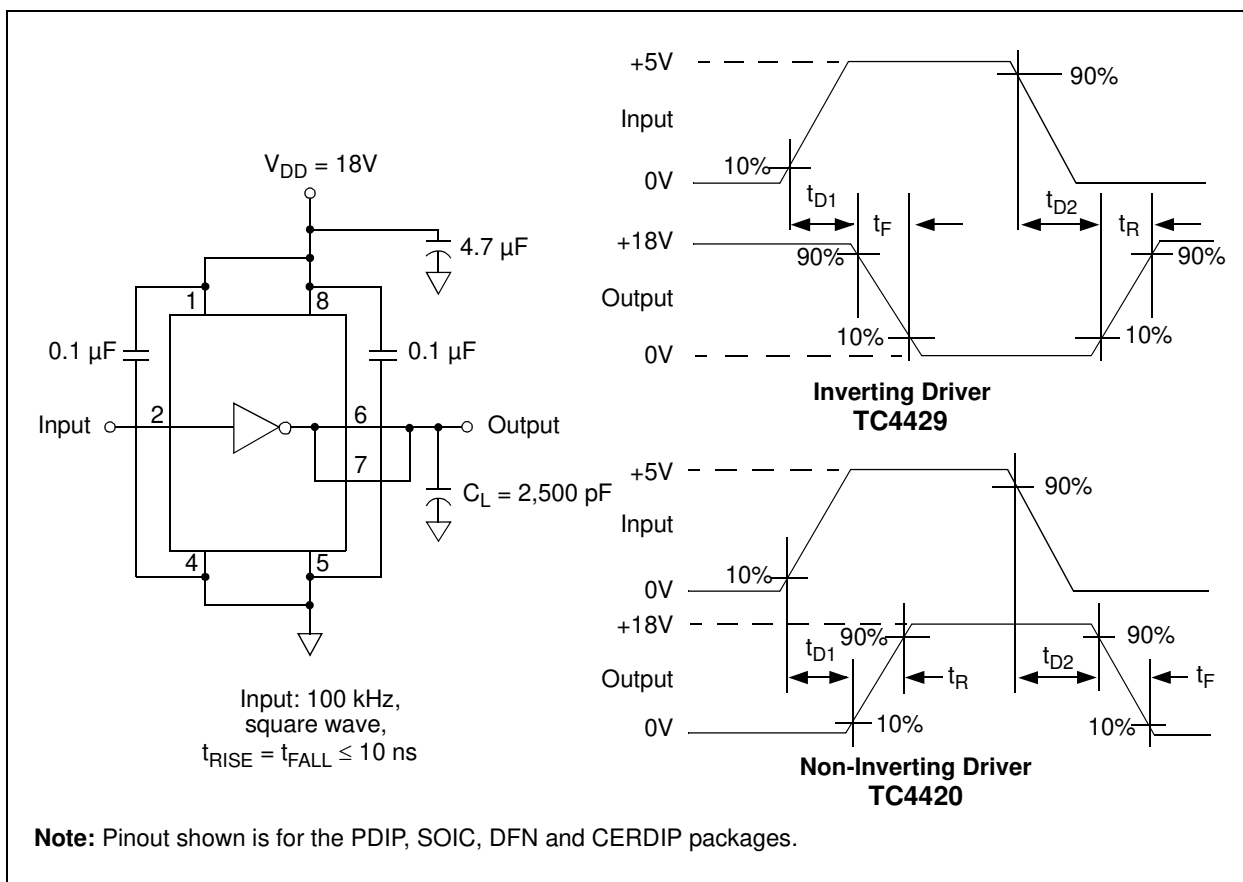 V_DD = 18V
4.7 µF
1
8
0.1 µF
0.1 µF
Input
2
6
Output
7
C_L = 2,500 pF
4
5
Input: 100 kHz,
square wave,
t_RISE = t_FALL ≤ 10 ns
+5V
90%
Input
10%
0V
t_D1
t_F
t_D2
t_R
+18V
90%
90%
Output
10%
10%
0V
Inverting Driver
TC4429
+5V
90%
Input
10%
0V
+18V
90%
90%
t_D1
t_R
t_D2
t_F
Output
10%
10%
0V
Non-Inverting Driver
TC4420
Note: Pinout shown is for the PDIP, SOIC, DFN and CERDIP packages.